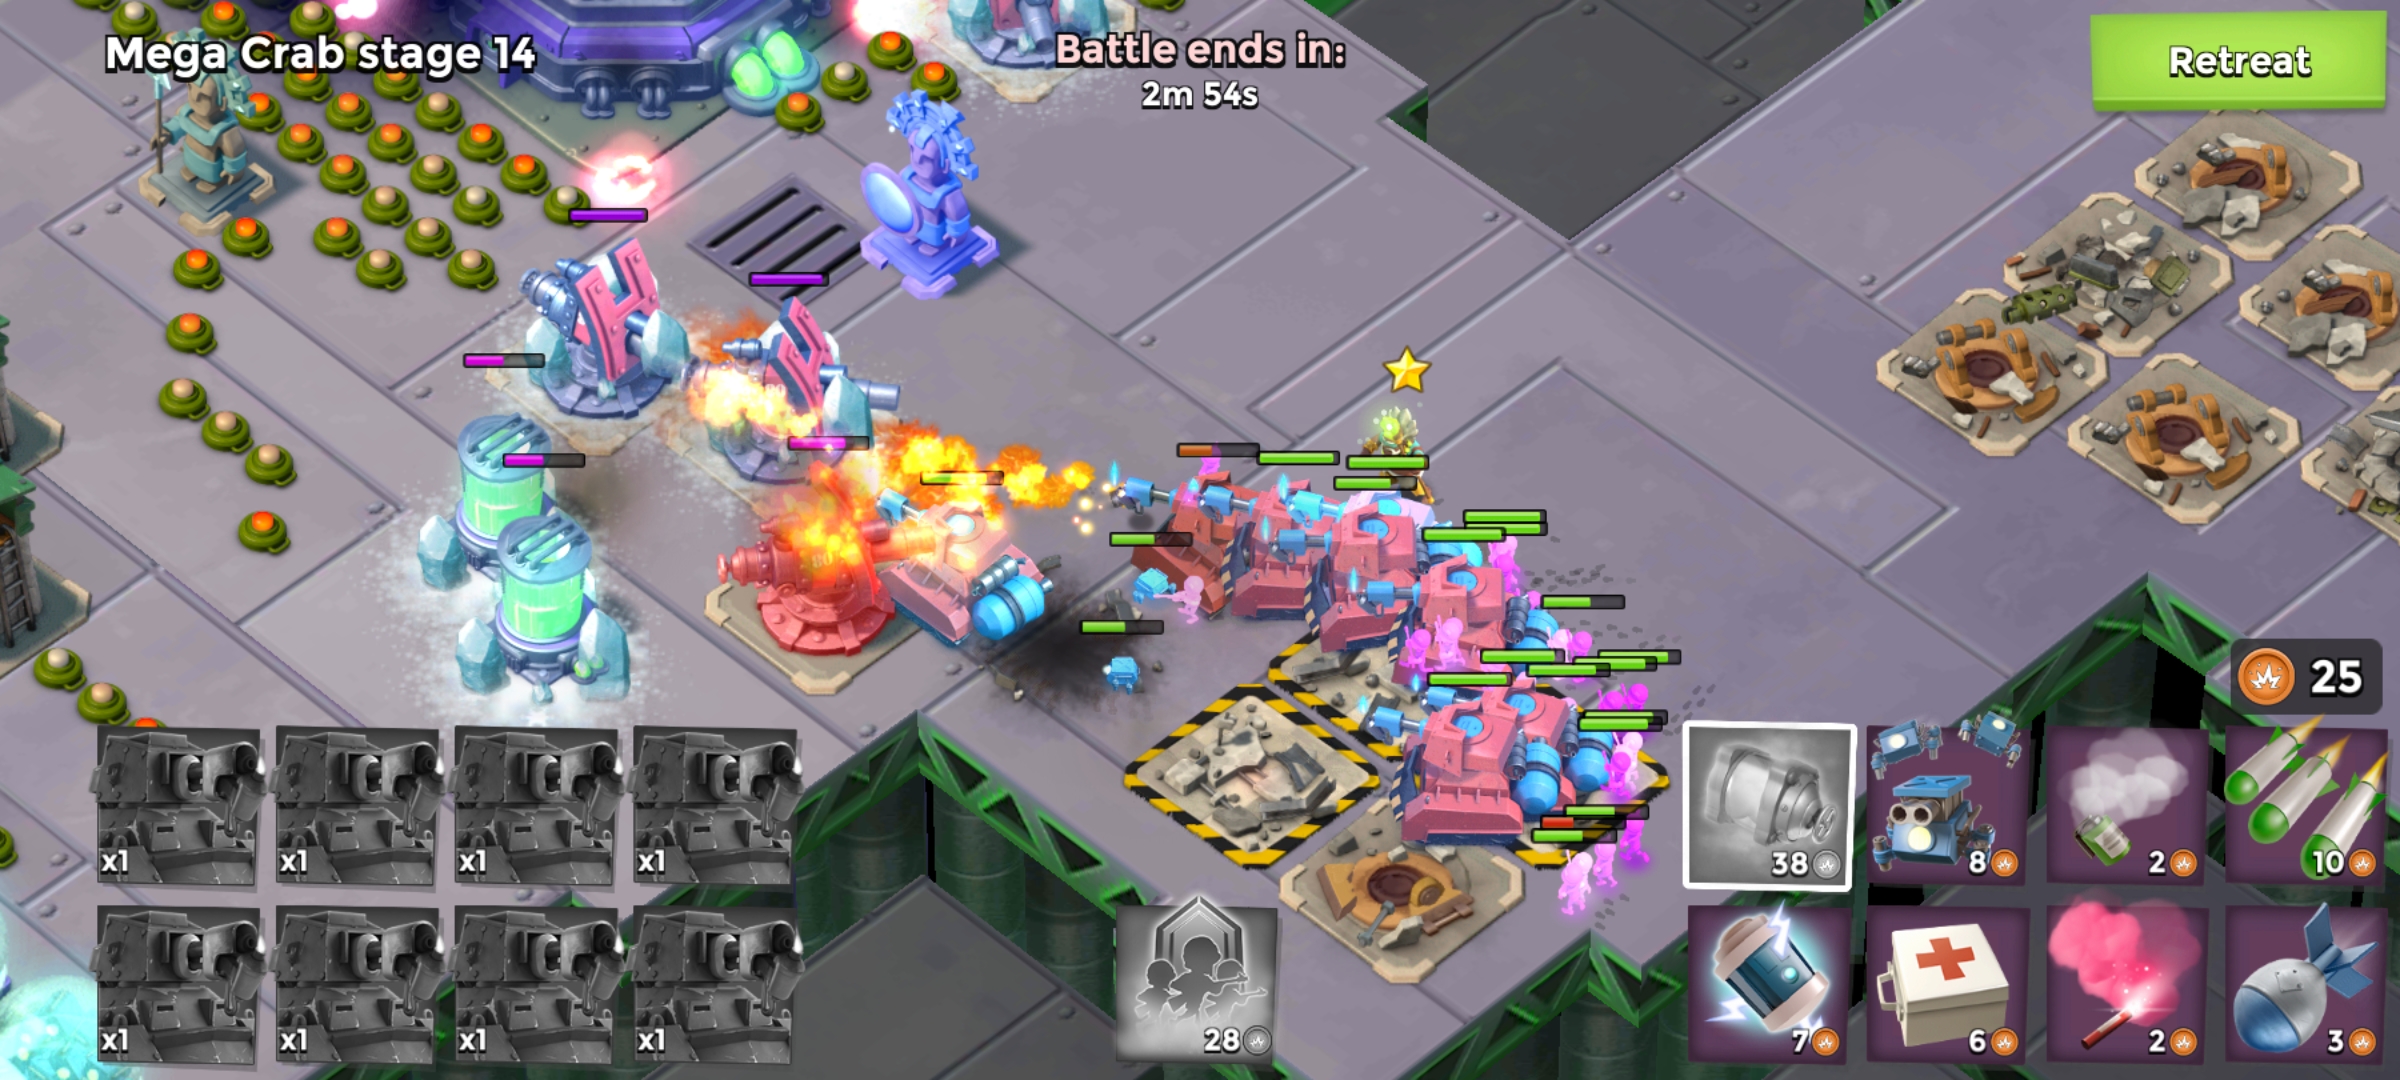 Mega Crab stage 14
Battle ends in:
2m 54s
Retreat
25
x1
x1
x1
x1
38
8
2
10
x1
x1
x1
x1
28
7
6
2
3